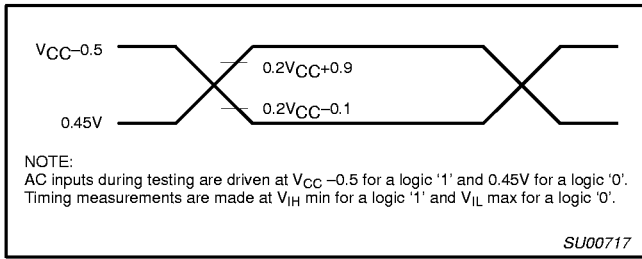 VCC–0.5
0.2VCC+0.9
0.2VCC–0.1
0.45V
NOTE:
AC inputs during testing are driven at VCC –0.5 for a logic ‘1’ and 0.45V for a logic ‘0’.
Timing measurements are made at VIH min for a logic ‘1’ and VIL max for a logic ‘0’.
SU00717